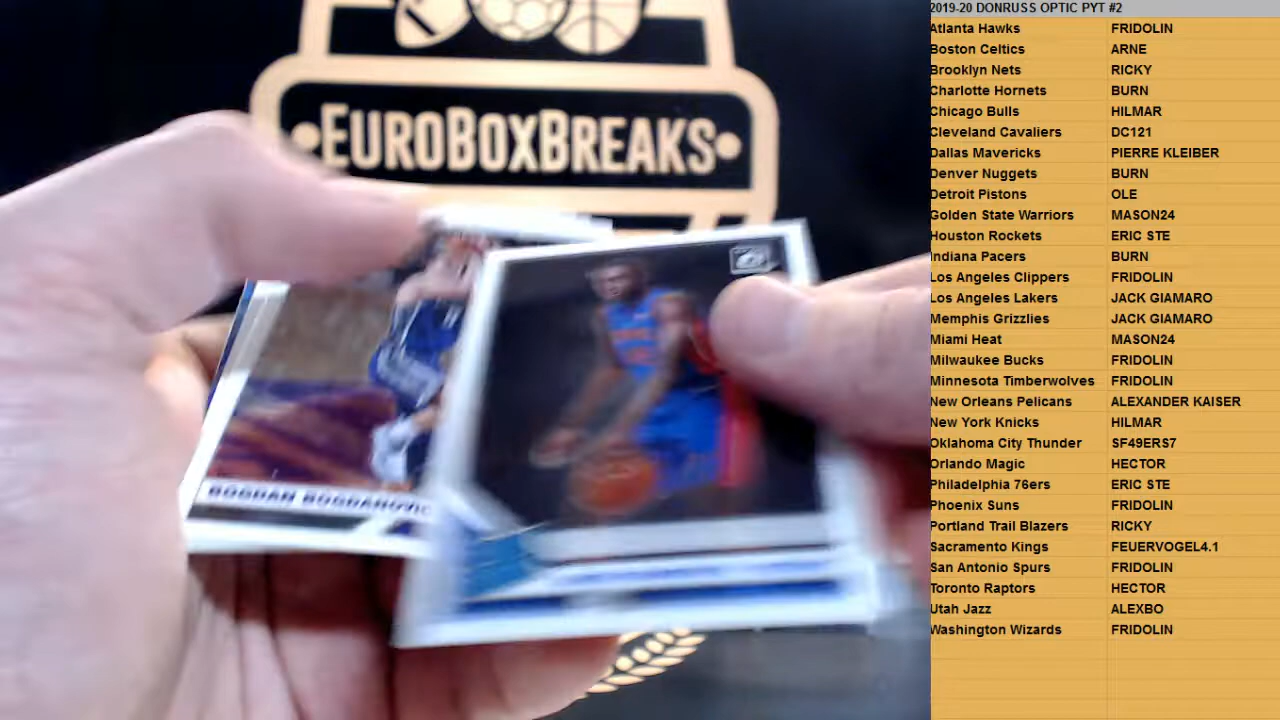 EUROBOXBREAKS
BOGDAN BOGDANOVIC
2019-20 DONRUSS OPTIC PYT #2
Atlanta Hawks FRIDOLIN
Boston Celtics ARNE
Brooklyn Nets RICKY
Charlotte Hornets BURN
Chicago Bulls HILMAR
Cleveland Cavaliers DC121
Dallas Mavericks PIERRE KLEIBER
Denver Nuggets BURN
Detroit Pistons OLE
Golden State Warriors MASON24
Houston Rockets ERIC STE
Indiana Pacers BURN
Los Angeles Clippers FRIDOLIN
Los Angeles Lakers JACK GIAMARO
Memphis Grizzlies JACK GIAMARO
Miami Heat MASON24
Milwaukee Bucks FRIDOLIN
Minnesota Timberwolves FRIDOLIN
New Orleans Pelicans ALEXANDER KAISER
New York Knicks HILMAR
Oklahoma City Thunder SF49ERS7
Orlando Magic HECTOR
Philadelphia 76ers ERIC STE
Phoenix Suns FRIDOLIN
Portland Trail Blazers RICKY
Sacramento Kings FEUERVOGEL4.1
San Antonio Spurs FRIDOLIN
Toronto Raptors HECTOR
Utah Jazz ALEXBO
Washington Wizards FRIDOLIN